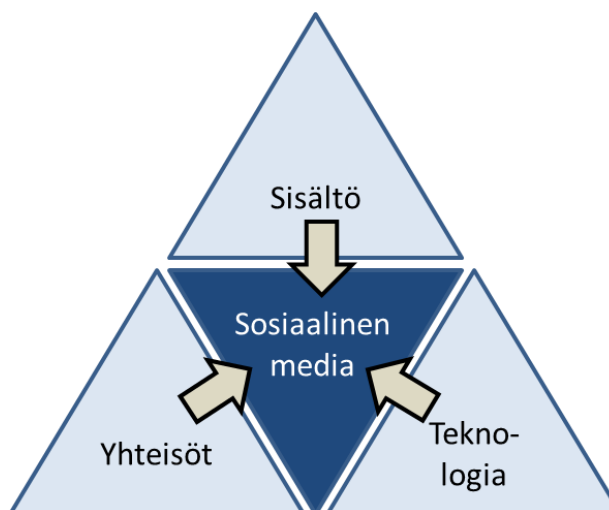 Sisältö
Sosiaalinen
media
Yhteisöt
Tekno-
logia